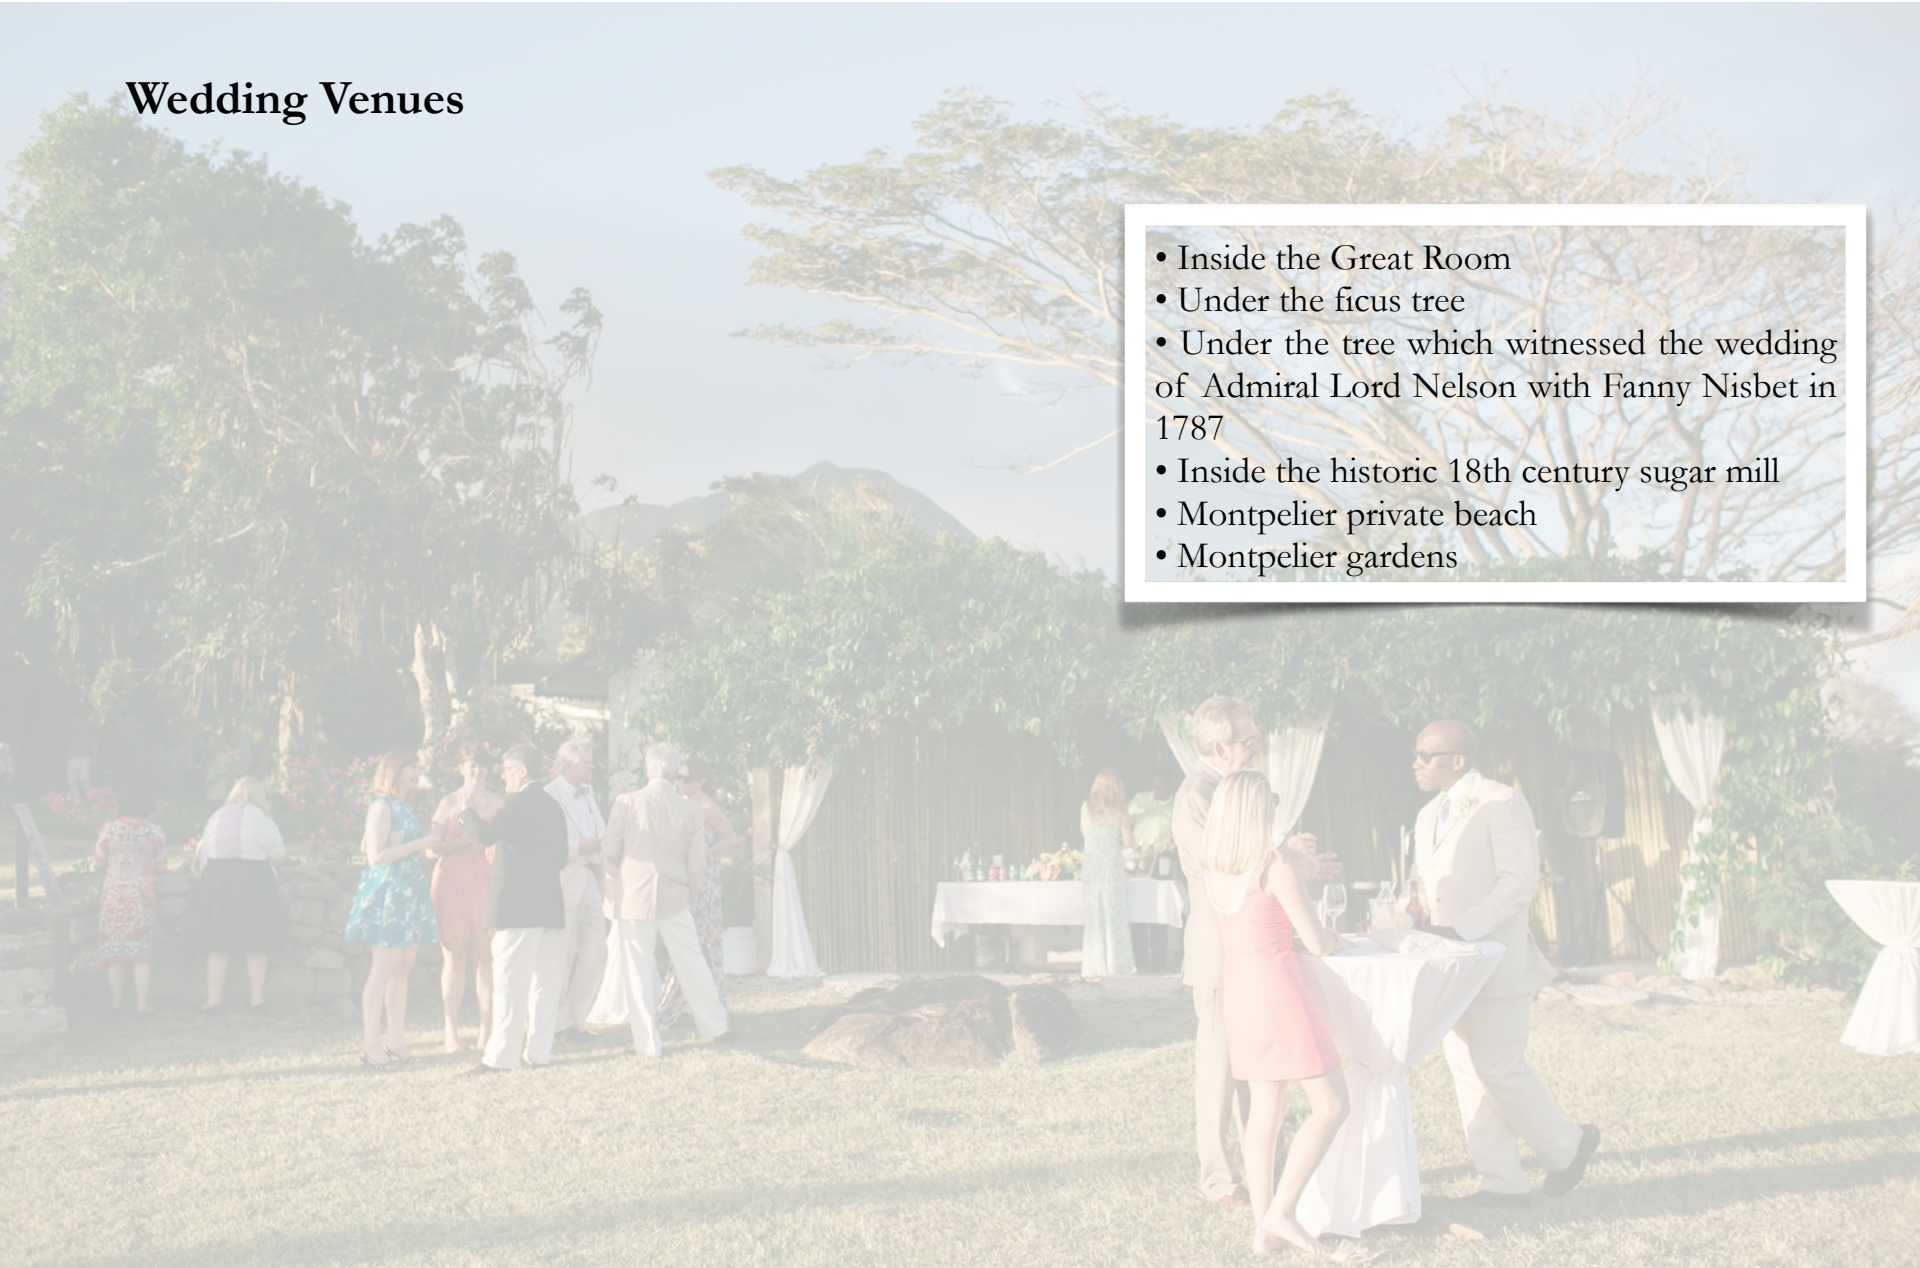 Wedding Venues
• Inside the Great Room
• Under the ficus tree
• Under the tree which witnessed the wedding
of Admiral Lord Nelson with Fanny Nisbet in
1787
• Inside the historic 18th century sugar mill
• Montpelier private beach
• Montpelier gardens